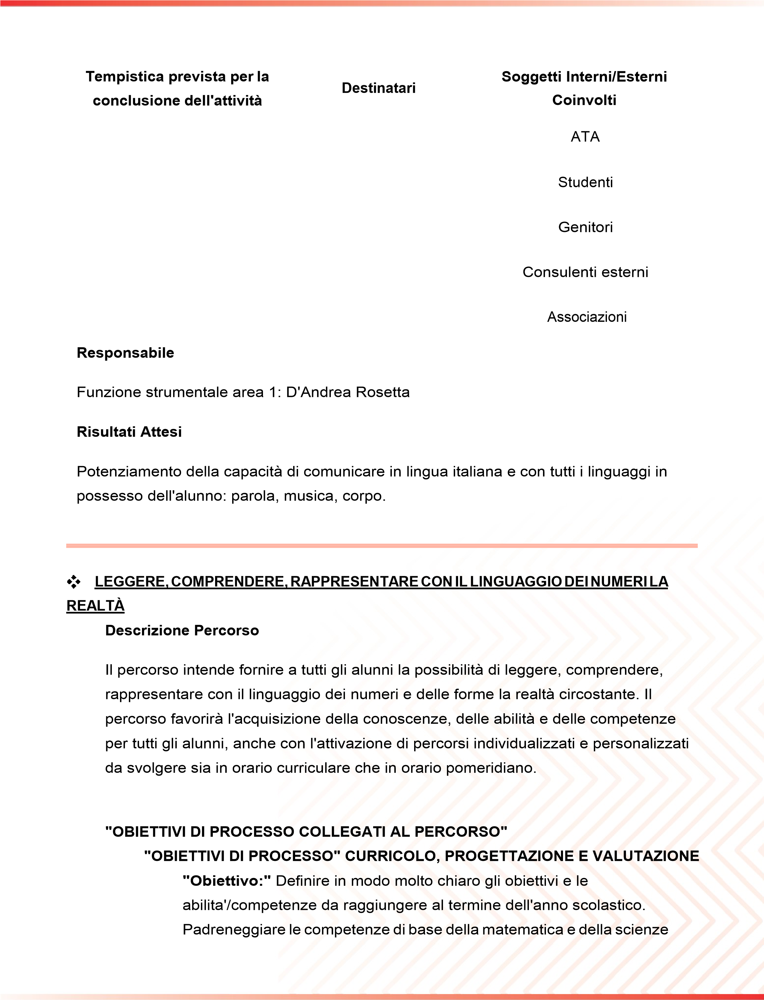 Tempistica prevista per la
conclusione dell'attività
Destinatari
Soggetti Interni/Esterni
Coinvolti
ATA
Studenti
Genitori
Consulenti esterni
Associazioni
Responsabile
Funzione strumentale area 1: D'Andrea Rosetta
Risultati Attesi
Potenziamento della capacità di comunicare in lingua italiana e con tutti i linguaggi in
possesso dell'alunno: parola, musica, corpo.
❖ LEGGERE, COMPRENDERE, RAPPRESENTARE CON IL LINGUAGGIO DEI NUMERI LA
REALTÀ
Descrizione Percorso
Il percorso intende fornire a tutti gli alunni la possibilità di leggere, comprendere,
rappresentare con il linguaggio dei numeri e delle forme la realtà circostante. Il
percorso favorirà l'acquisizione della conoscenze, delle abilità e delle competenze
per tutti gli alunni, anche con l'attivazione di percorsi individualizzati e personalizzati
da svolgere sia in orario curriculare che in orario pomeridiano.
"OBIETTIVI DI PROCESSO COLLEGATI AL PERCORSO"
"OBIETTIVI DI PROCESSO" CURRICOLO, PROGETTAZIONE E VALUTAZIONE
"Obiettivo:" Definire in modo molto chiaro gli obiettivi e le
abilita'/competenze da raggiungere al termine dell'anno scolastico.
Padreneggiare le competenze di base della matematica e della scienze